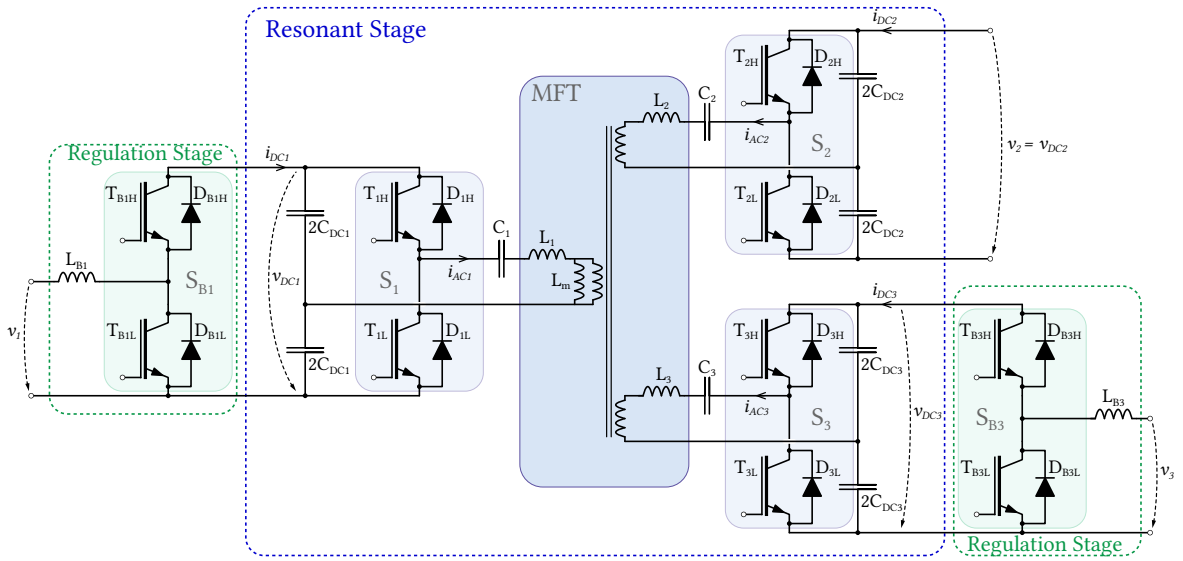 Resonant Stage
i_DC2
T_2H
D_2H
2C_DC2
MFT
L_2
C_2
i_AC2
S_2
v_2 = v_DC2
T_2L
D_2L
2C_DC2
Regulation Stage
i_DC1
T_B1H
D_B1H
2C_DC1
T_1H
D_1H
C_1
L_1
L_B1
S_B1
v_DC1
S_1
i_AC1
L_m
v_1
T_B1L
D_B1L
2C_DC1
T_1L
D_1L
i_DC3
T_3H
D_3H
2C_DC3
T_B3H
D_B3H
L_3
C_3
i_AC3
S_3
v_DC3
S_B3
L_B3
T_3L
D_3L
2C_DC3
T_B3L
D_B3L
v_3
Regulation Stage